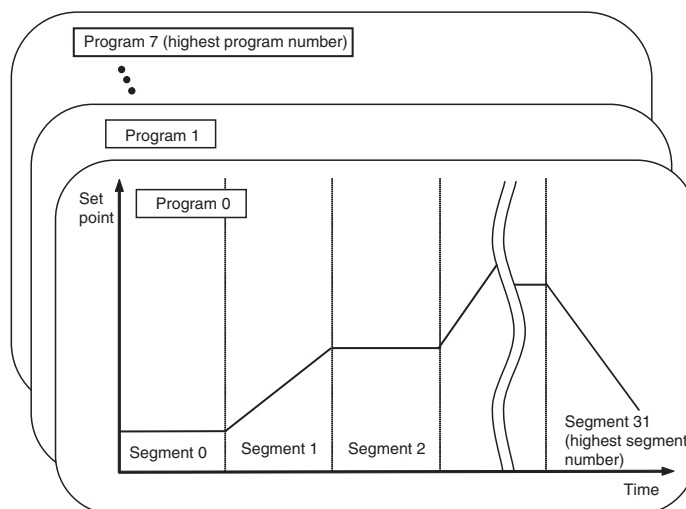 Program 7 (highest program number)
Program 1
Program 0
Set
point
Segment 0
Segment 1
Segment 2
Segment 31
(highest segment
number)
Time